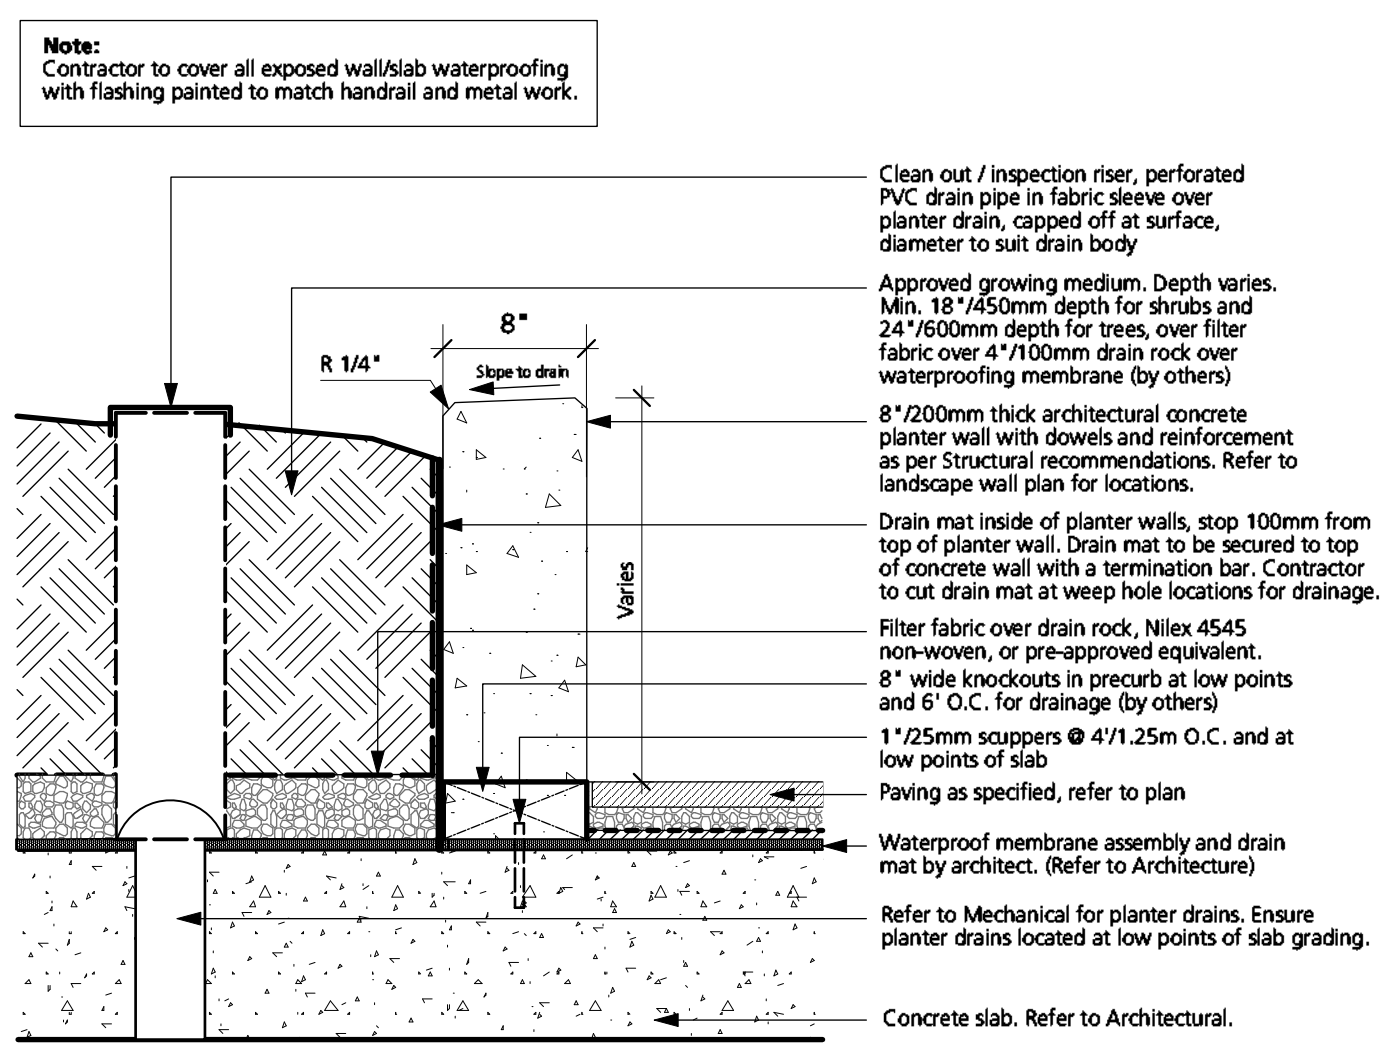 Note:
Contractor to cover all exposed wall/slab waterproofing
with flashing painted to match handrail and metal work.
Clean out / inspection riser, perforated
PVC drain pipe in fabric sleeve over
planter drain, capped off at surface,
diameter to suit drain body
Approved growing medium. Depth varies.
Min. 18"/450mm depth for shrubs and
24"/600mm depth for trees, over filter
fabric over 4"/100mm drain rock over
waterproofing membrane (by others)
8"
R 1/4"
Slope to drain
8"/200mm thick architectural concrete
planter wall with dowels and reinforcement
as per Structural recommendations. Refer to
landscape wall plan for locations.
Drain mat inside of planter walls, stop 100mm from
top of planter wall. Drain mat to be secured to top
of concrete wall with a termination bar. Contractor
to cut drain mat at weep hole locations for drainage.
Varies
Filter fabric over drain rock, Nilex 4545
non-woven, or pre-approved equivalent.
8" wide knockouts in precurb at low points
and 6' O.C. for drainage (by others)
1"/25mm scuppers @ 4'/1.25m O.C. and at
low points of slab
Paving as specified, refer to plan
Waterproof membrane assembly and drain
mat by architect. (Refer to Architecture)
Refer to Mechanical for planter drains. Ensure
planter drains located at low points of slab grading.
Concrete slab. Refer to Architectural.